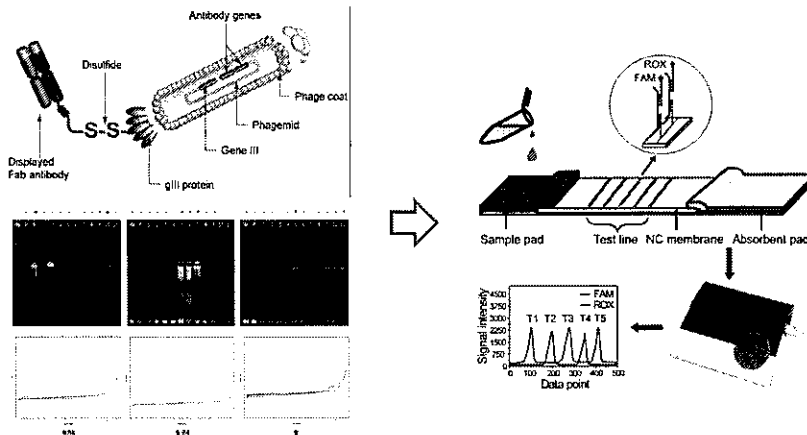 Antibody genes
Disulfide
Phage coat
S-S
Phagemid
Gene III
Displayed
Fab antibody
gIII protein
ROX
FAM
Sample pad
Test line
NC membrane
Absorbent pad
Signal intensity
4500
3750
3000
2250
1500
750
0
FAM
ROX
T1 T2 T3 T4 T5
0 100 200 300 400 500
Data point